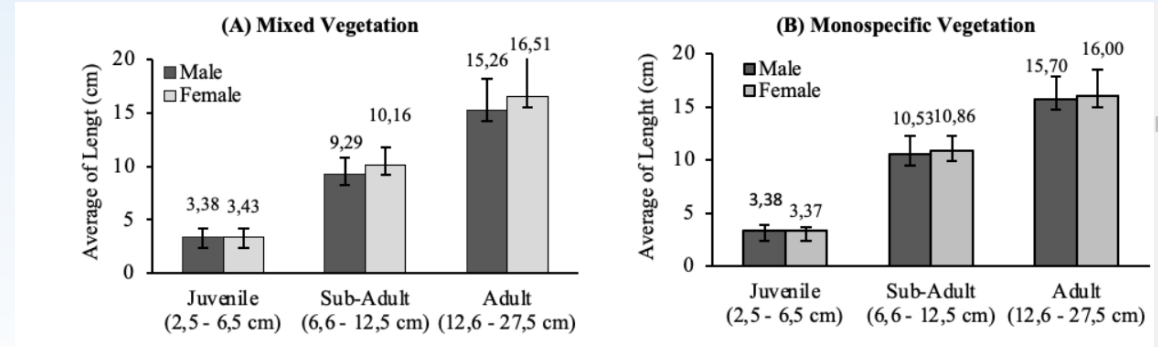 (A) Mixed Vegetation
Average of Lengt (cm)
20
15
10
5
0
Male
Female
3,38 3,43
9,29
10,16
15,26
16,51
Juvenile
(2,5 - 6,5 cm)
Sub-Adult
(6,6 - 12,5 cm)
Adult
(12,6 - 27,5 cm)
(B) Monospecific Vegetation
Average of Lenght (cm)
20
15
10
5
0
Male
Female
3,38
3,37
10,53 10,86
15,70
16,00
Juvenile
(2,5 - 6,5 cm)
Sub-Adult
(6,6 - 12,5 cm)
Adult
(12,6 - 27,5 cm)